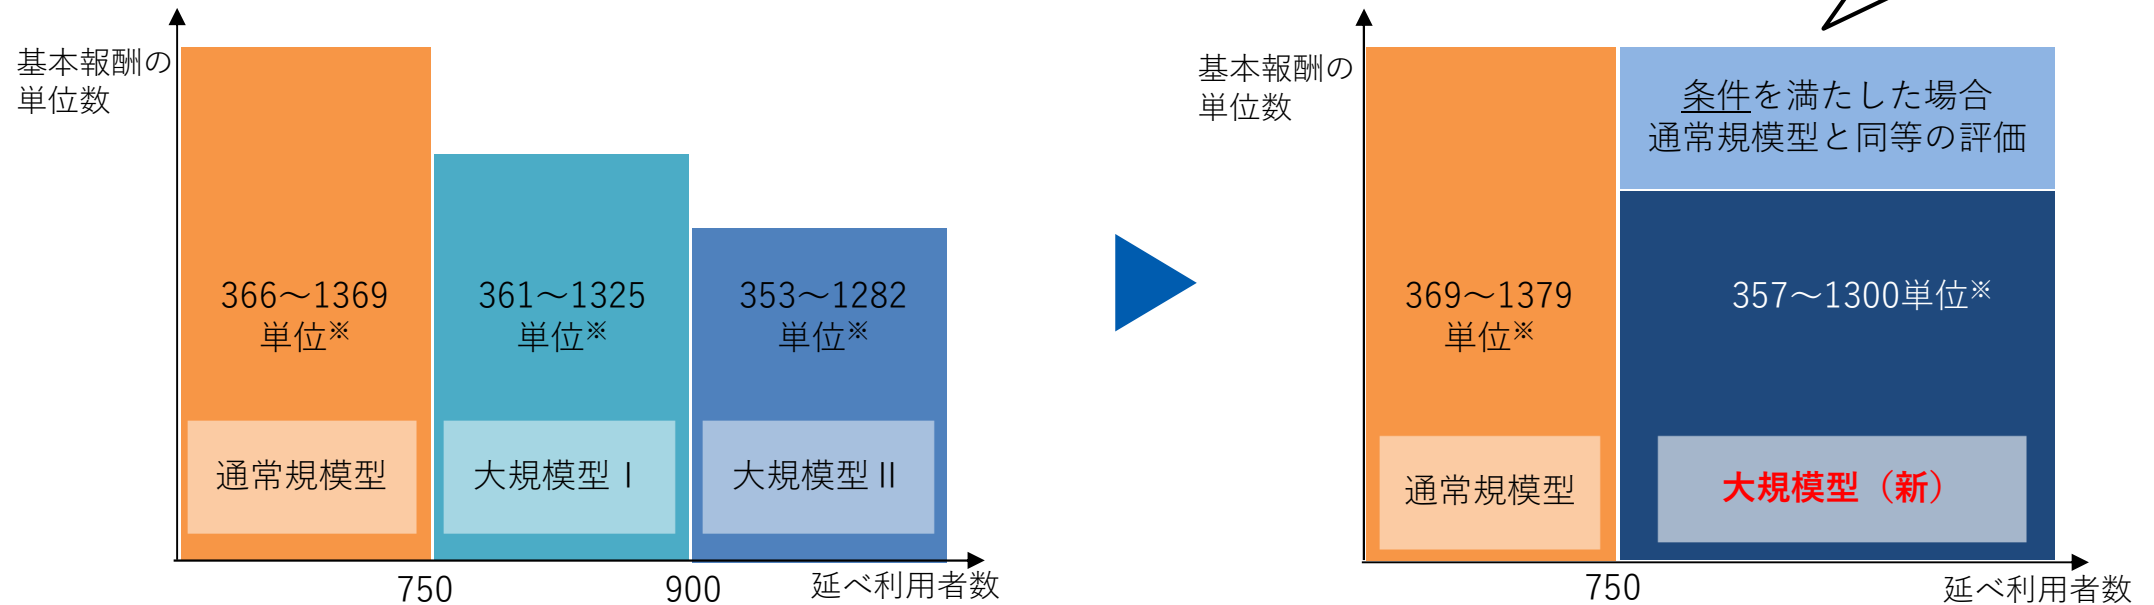 基本報酬の
単位数
366～1369
単位※
361～1325
単位※
353～1282
単位※
通常規模型
大規模型Ⅰ
大規模型Ⅱ
750
900
延べ利用者数
基本報酬の
単位数
条件を満たした場合
通常規模型と同等の評価
369～1379
単位※
357～1300単位※
通常規模型
大規模型（新）
750
延べ利用者数